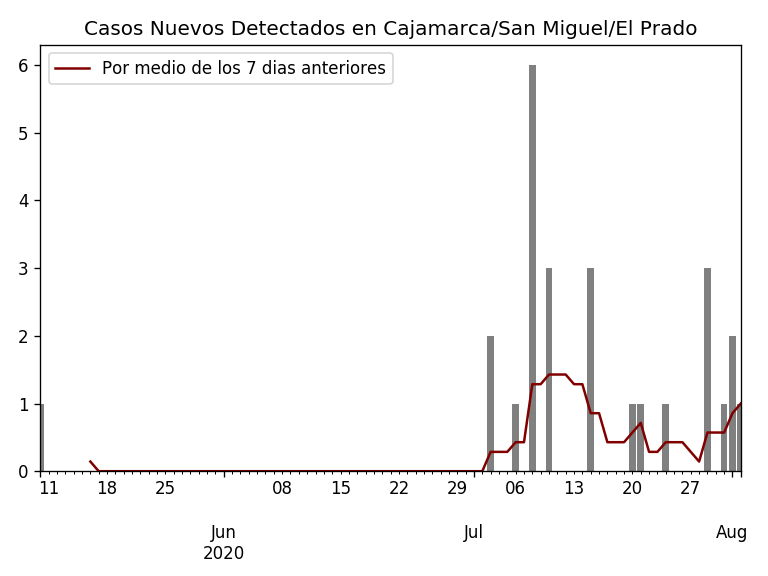 Casos Nuevos Detectados en Cajamarca/San Miguel/El Prado
Por medio de los 7 dias anteriores
6
5
4
3
2
1
0
11 18 25 08 15 22 29 06 13 20 27
Jun Jul Aug
2020